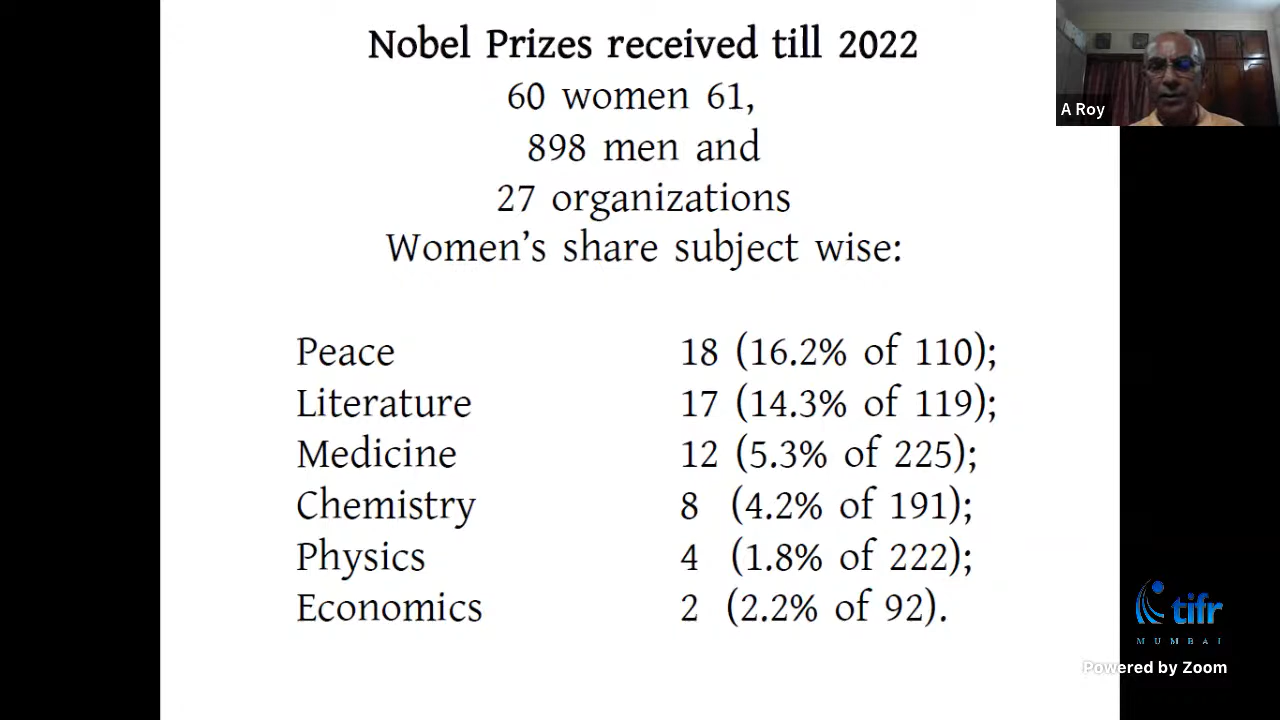 Nobel Prizes received till 2022
60 women 61,
898 men and
27 organizations
Women's share subject wise:
Peace 18 (16.2% of 110);
Literature 17 (14.3% of 119);
Medicine 12 (5.3% of 225);
Chemistry 8 (4.2% of 191);
Physics 4 (1.8% of 222);
Economics 2 (2.2% of 92).
A Roy
tifr
MUMBAI
Powered by Zoom